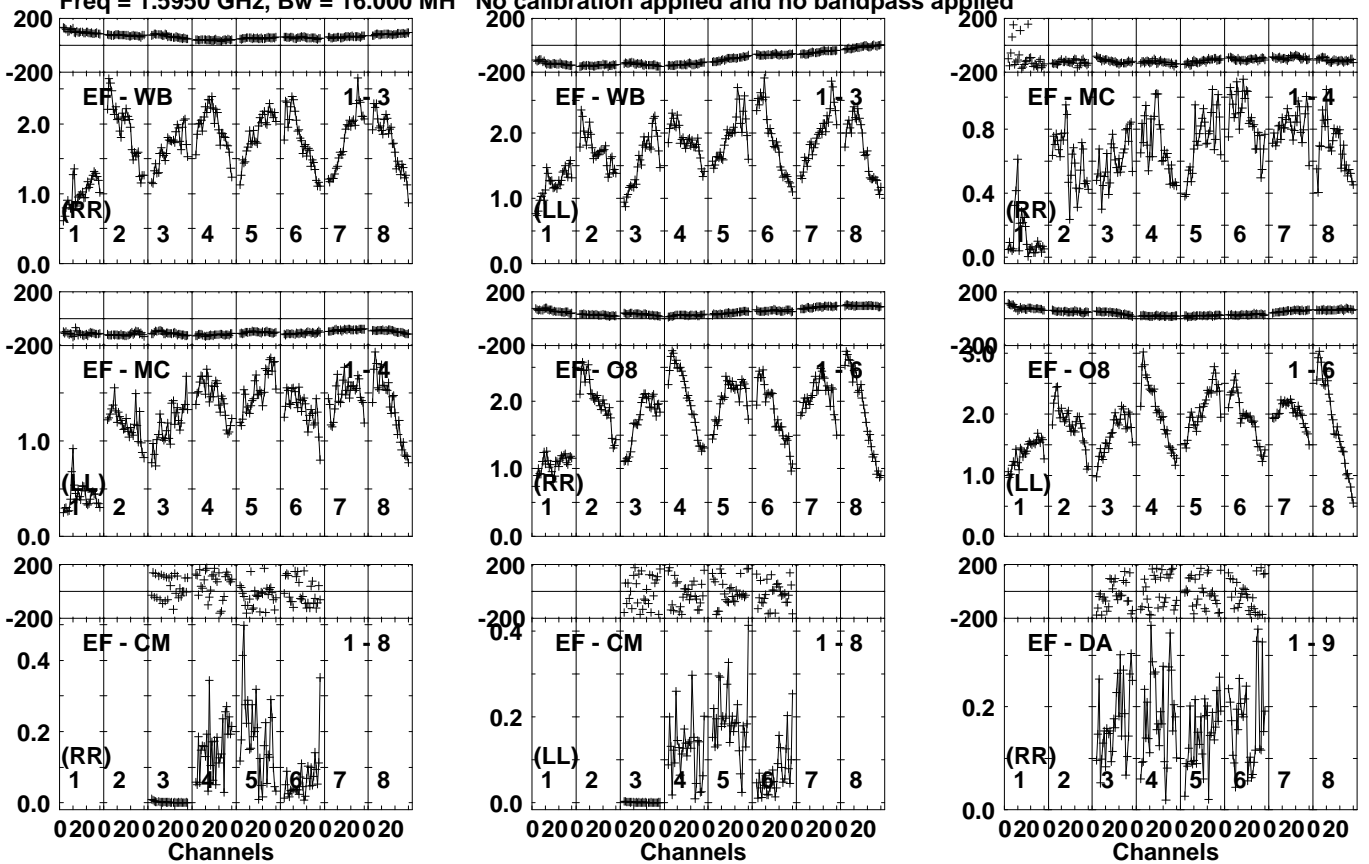 Freq = 1.5950 GHz, Bw = 16.000 MH No calibration applied and no bandpass applied
200 200 200
-200 -200 -200
EF - WB 1 - 3 EF - WB 1 - 3 EF - MC 1 - 4
2.0 2.0 0.8
1.0 1.0 0.4
(RR) (LL) (RR)
1 2 3 4 5 6 7 8 1 2 3 4 5 6 7 8 1 2 3 4 5 6 7 8
0.0 0.0 0.0
200 200 200
-200 -200 -200
3.0
EF - MC 1 - 4 EF - O8 1 - 6 EF - O8 1 - 6
2.0 2.0
1.0 1.0 1.0
(LL) (RR) (LL)
1 2 3 4 5 6 7 8 1 2 3 4 5 6 7 8 1 2 3 4 5 6 7 8
0.0 0.0 0.0
200 200 200
-200 -200 -200
EF - CM 1 - 8 EF - CM 1 - 8 EF - DA 1 - 9
0.4 0.4
0.2 0.2 0.2
(RR) (LL) (RR)
1 2 3 4 5 6 7 8 1 2 3 4 5 6 7 8 1 2 3 4 5 6 7 8
0.0 0.0 0.0
0 20 0 20 0 20 0 20 0 20 0 20 0 20 0 20 0 20 0 20 0 20 0 20 0 20 0 20 0 20 0 20 0 20 0 20 0 20 0 20 0 20 0 20 0 20 0 20
Channels Channels Channels